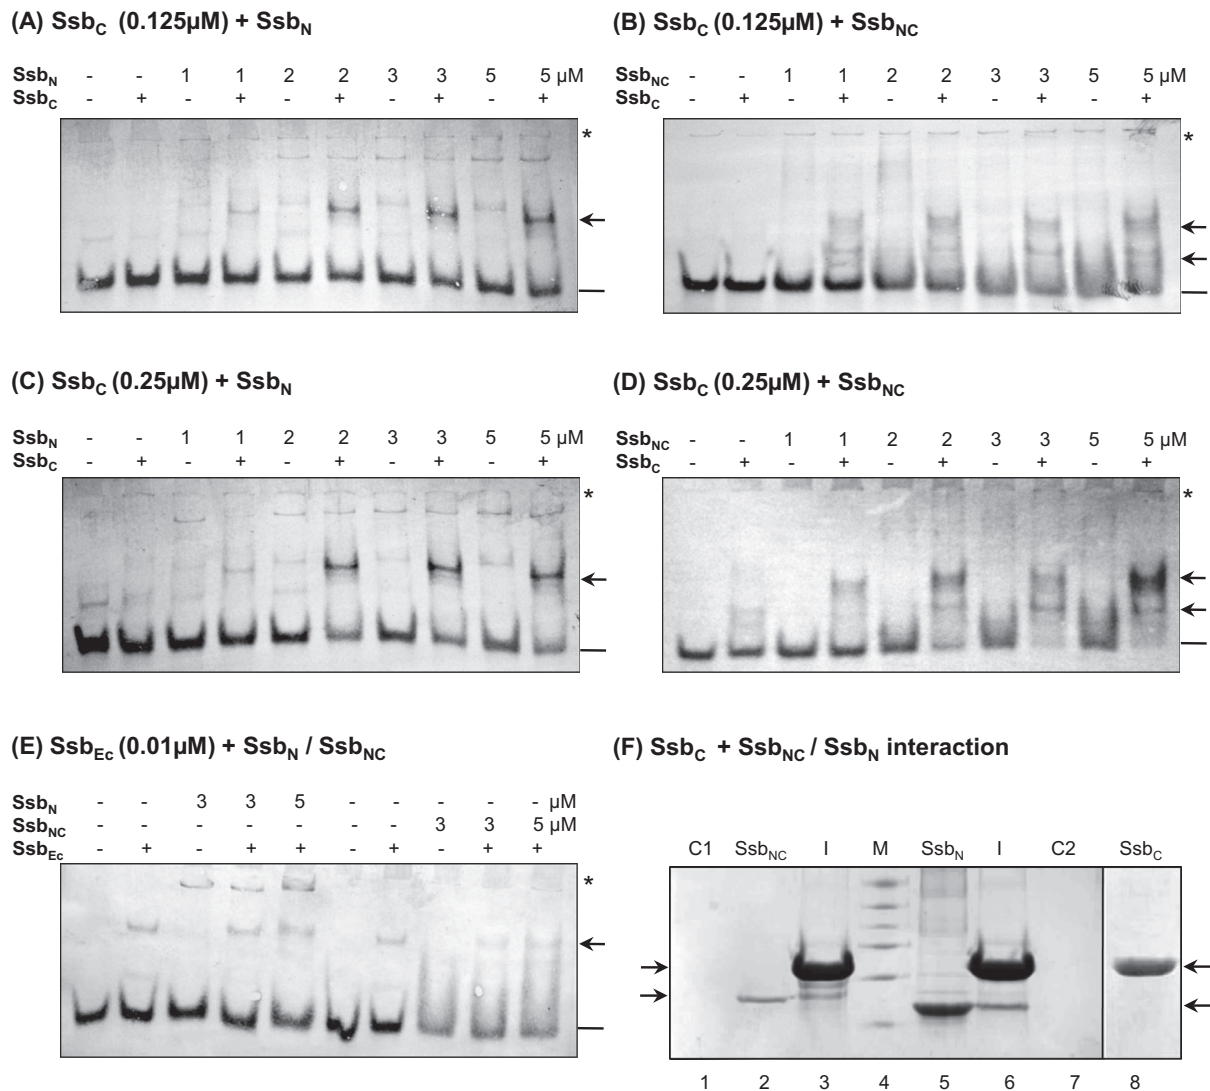 (A) Ssb_C (0.125µM) + Ssb_N
Ssb_N - - 1 1 2 2 3 3 5 5 µM
Ssb_C - + - + - + - + - +
*
(B) Ssb_C (0.125µM) + Ssb_NC
Ssb_NC - - 1 1 2 2 3 3 5 5 µM
Ssb_C - + - + - + - + - +
*
(C) Ssb_C (0.25µM) + Ssb_N
Ssb_N - - 1 1 2 2 3 3 5 5 µM
Ssb_C - + - + - + - + - +
*
(D) Ssb_C (0.25µM) + Ssb_NC
Ssb_NC - - 1 1 2 2 3 3 5 5 µM
Ssb_C - + - + - + - + - +
*
(E) Ssb_Ec (0.01µM) + Ssb_N / Ssb_NC
Ssb_N - - 3 3 5 - - - - - µM
Ssb_NC - - - - - - - 3 3 5 µM
Ssb_Ec - + - + + - + - + +
*
(F) Ssb_C + Ssb_NC / Ssb_N interaction
C1 Ssb_NC I M Ssb_N I C2 Ssb_C
1 2 3 4 5 6 7 8